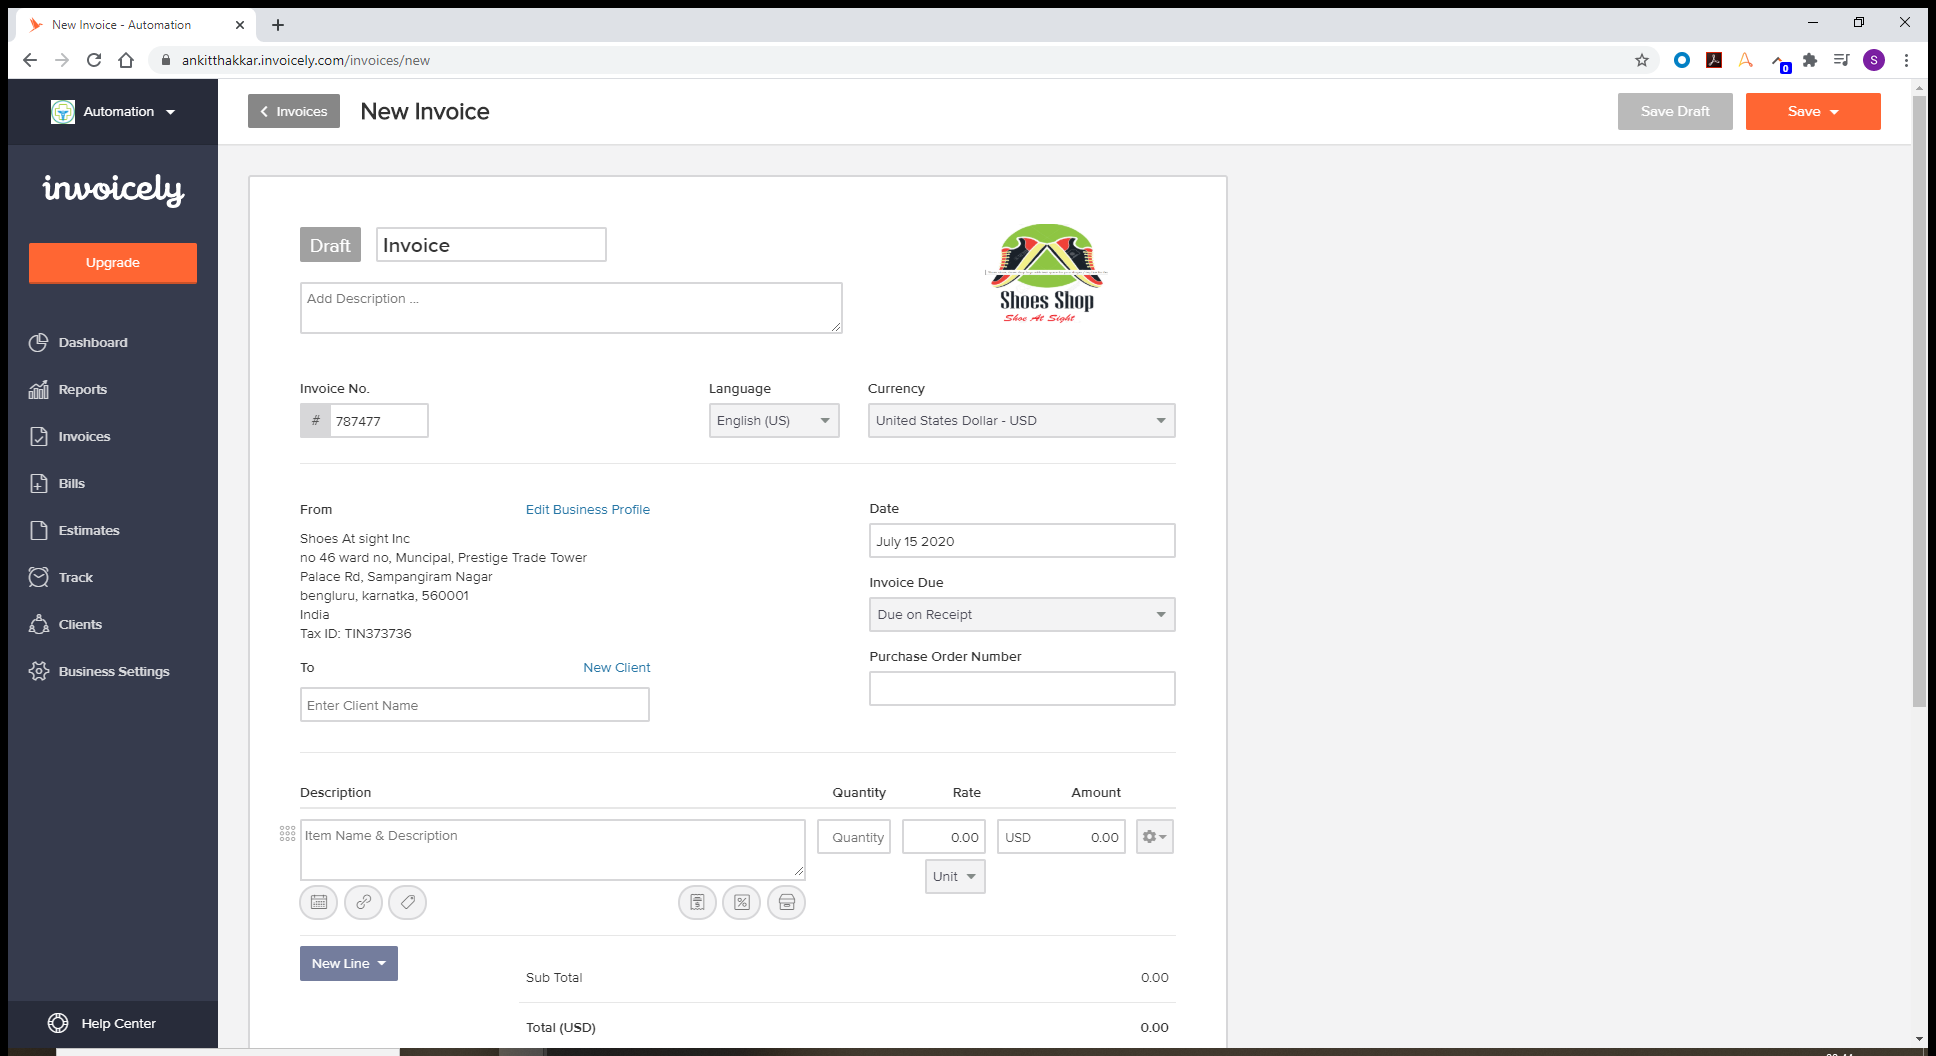 New Invoice - Automation
ankitthakkar.invoicely.com/invoices/new
0
S
Automation
Invoices
New Invoice
Save Draft
Save
invoicely
Upgrade
Dashboard
Reports
Invoices
Bills
Estimates
Track
Clients
Business Settings
Help Center
Draft
Invoice
Add Description ...
Shoes Shop
Shoe At Sight
Invoice No.
Language
Currency
# 787477
English (US)
United States Dollar - USD
From
Edit Business Profile
Shoes At sight Inc
no 46 ward no, Muncipal, Prestige Trade Tower
Palace Rd, Sampangiram Nagar
bengluru, karnatka, 560001
India
Tax ID: TIN373736
To
New Client
Enter Client Name
Date
July 15 2020
Invoice Due
Due on Receipt
Purchase Order Number
Description Quantity Rate Amount
Item Name & Description
Quantity
0.00
USD 0.00
Unit
New Line
Sub Total 0.00
Total (USD) 0.00